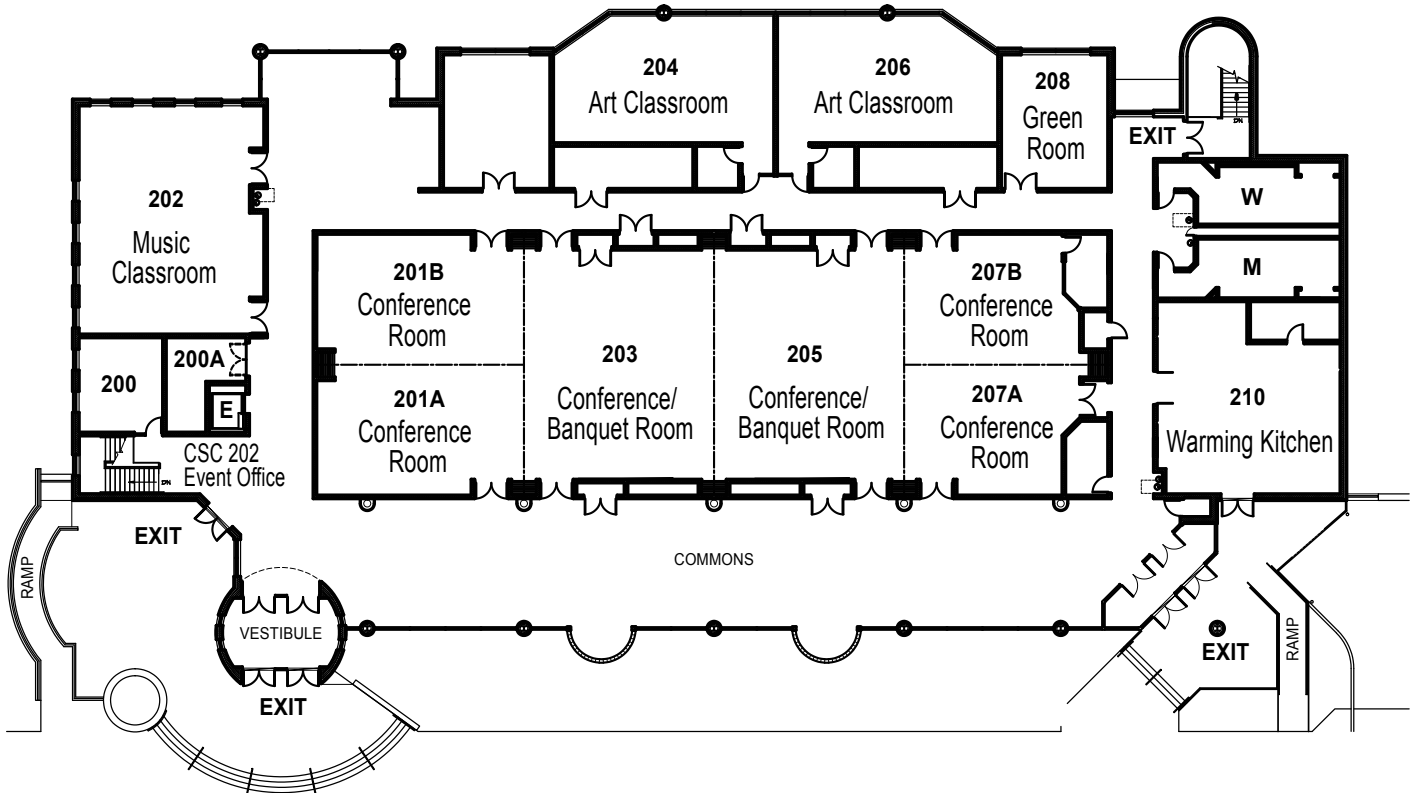 204
Art Classroom
206
Art Classroom
208
Green
Room
EXIT
DN
202
Music
Classroom
W
M
201B
Conference
Room
207B
Conference
Room
200A
200
E
203
Conference/
Banquet Room
205
Conference/
Banquet Room
201A
Conference
Room
207A
Conference
Room
210
Warming Kitchen
CSC 202
Event Office
DN
EXIT
COMMONS
RAMP
VESTIBULE
EXIT
EXIT
RAMP